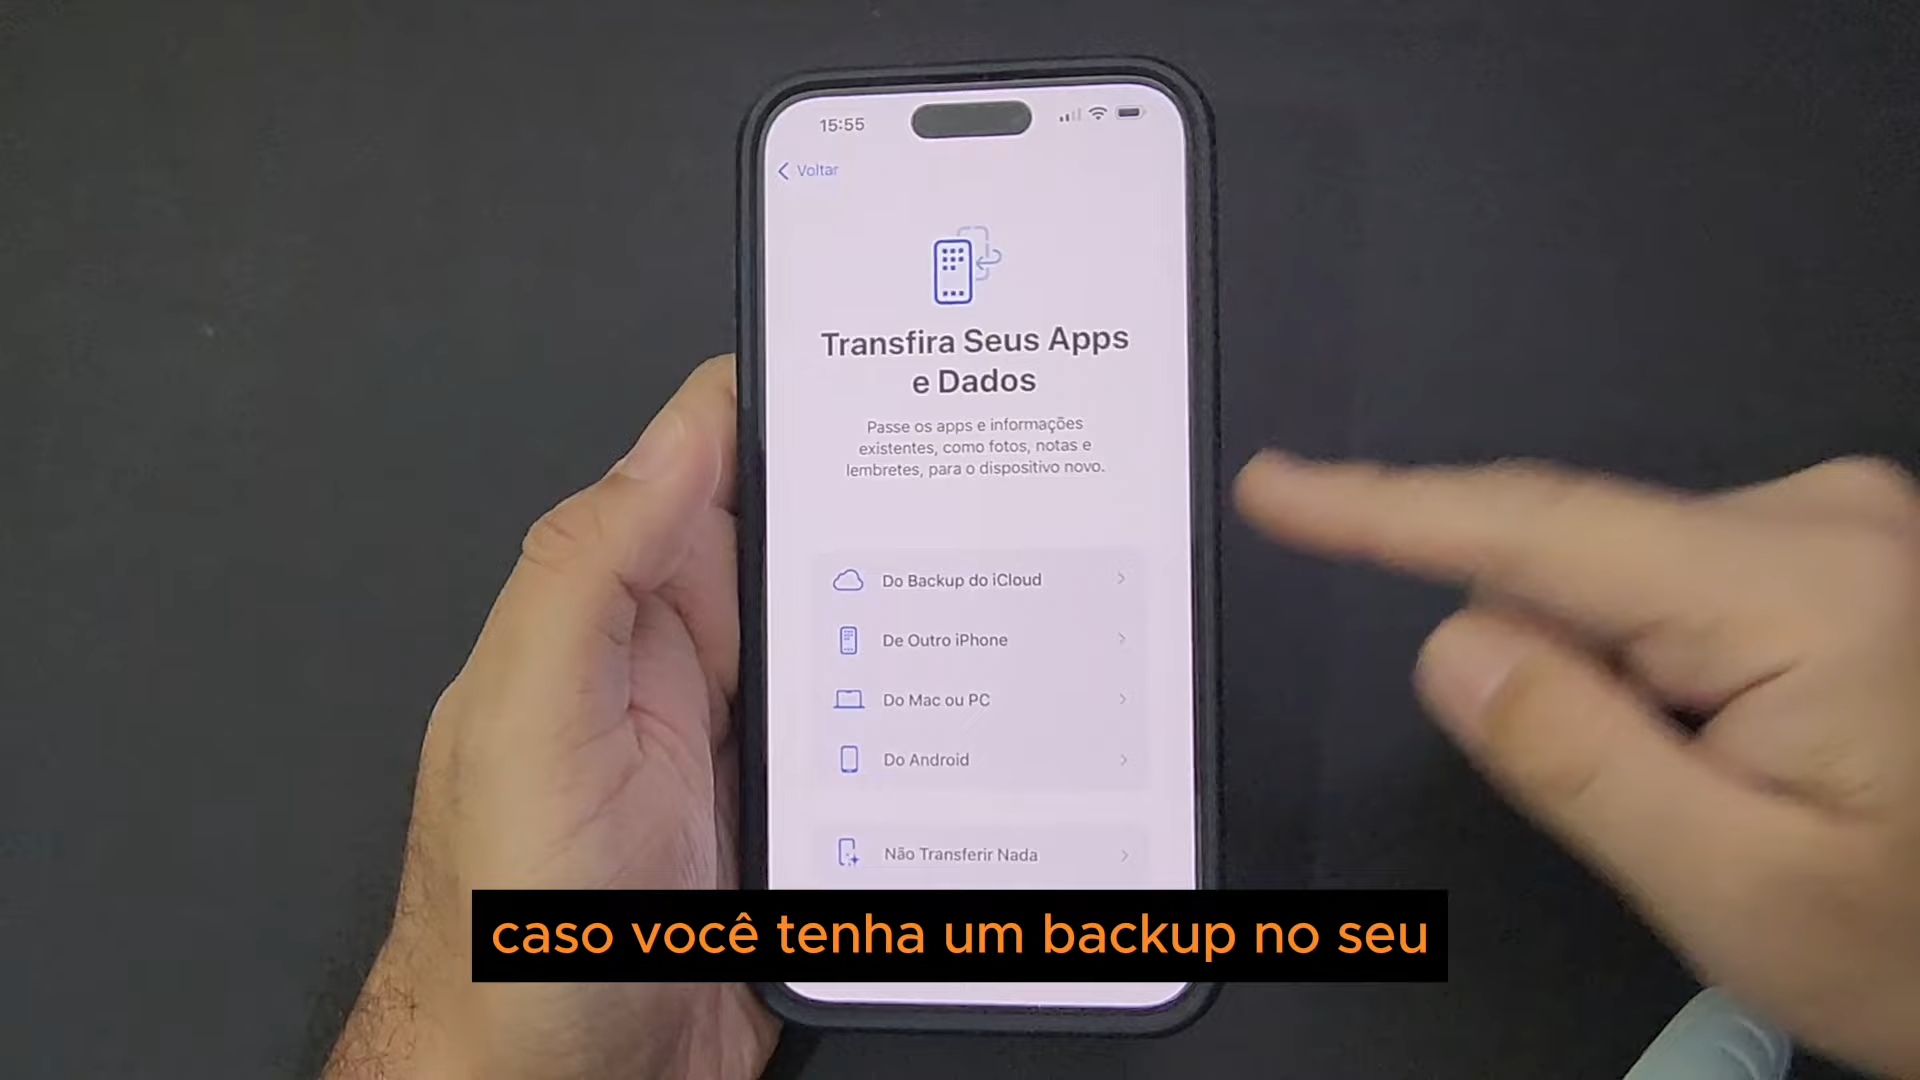 15:55
Voltar
Transfira Seus Apps
e Dados
Passe os apps e informações
existentes, como fotos, notas e
lembretes, para o dispositivo novo.
Do Backup do iCloud
De Outro iPhone
Do Mac ou PC
Do Android
Não Transferir Nada
caso você tenha um backup no seu